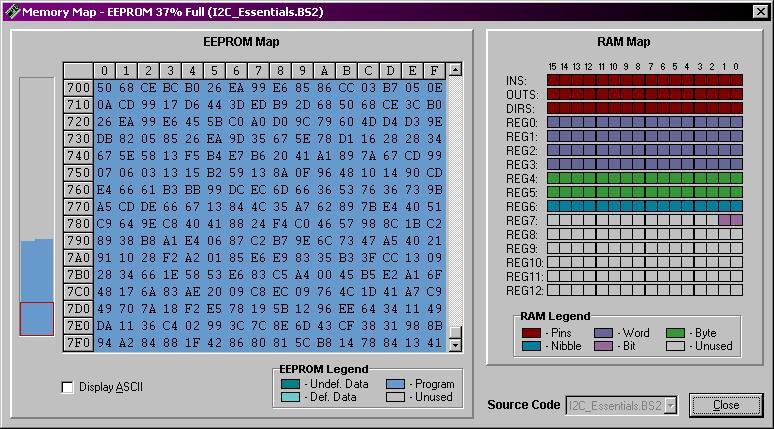 Memory Map - EEPROM 37% Full (I2C_Essentials.BS2)
EEPROM Map
0 1 2 3 4 5 6 7 8 9 A B C D E F
700 50 68 CE BC B0 26 EA 99 E6 85 86 CC 03 B7 05 0E
710 0A CD 99 17 D6 44 3D ED B9 2D 68 50 68 CE 3C B0
720 26 EA 99 E6 45 5B C0 A0 D0 9C 79 60 4D D4 D3 9E
730 DB 82 05 85 26 EA 9D 35 67 5E 78 D1 16 28 28 34
740 67 5E 58 13 F5 B4 E7 B6 20 41 A1 89 7A 67 CD 99
750 07 06 03 13 15 B2 59 13 8A 0F 96 48 10 14 90 CD
760 E4 66 61 B3 BB 99 DC EC 6D 66 36 53 76 36 73 9B
770 A5 CD DE 66 67 13 84 4C 35 A7 62 89 7B E4 40 51
780 C9 64 9E C8 40 41 88 24 F4 C0 46 57 98 8C 1B C2
790 89 38 B8 A1 E4 06 87 C2 B7 9E 6C 73 47 A5 40 21
7A0 91 10 28 F2 A2 01 85 E6 E9 83 35 B3 3F CC 13 09
7B0 28 34 66 1E 58 53 E6 83 C5 A4 00 45 B5 E2 A1 6F
7C0 48 17 6A 83 AE 20 09 C8 EC 09 76 4C 1D 41 A7 C9
7D0 49 70 7A 18 F2 E5 78 19 5B 12 96 EE 64 34 11 49
7E0 DA 11 36 C4 02 99 3C 7C 8E 6D 43 CF 38 31 98 8B
7F0 94 A2 84 88 1F 42 86 80 81 5C B8 14 78 84 13 41
Display ASCII
EEPROM Legend
- Undef. Data - Program
- Def. Data - Unused
RAM Map
15 14 13 12 11 10 9 8 7 6 5 4 3 2 1 0
INS:
OUTS:
DIRS:
REG0:
REG1:
REG2:
REG3:
REG4:
REG5:
REG6:
REG7:
REG8:
REG9:
REG10:
REG11:
REG12:
RAM Legend
- Pins - Word - Byte
- Nibble - Bit - Unused
Source Code I2C_Essentials.BS2 Close